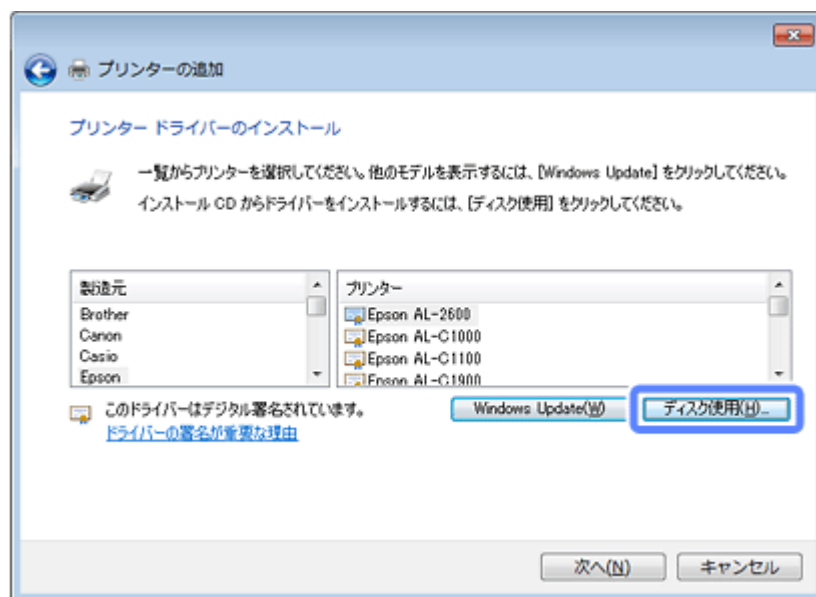 プリンターの追加
プリンター ドライバーのインストール
一覧からプリンターを選択してください。他のモデルを表示するには、[Windows Update] をクリックしてください。
インストール CD からドライバーをインストールするには、[ディスク使用] をクリックしてください。
製造元
Brother
Canon
Casio
Epson
プリンター
Epson AL-2600
Epson AL-C1000
Epson AL-C1100
Epson AL-C1900
このドライバーはデジタル署名されています。
ドライバーの署名が重要な理由
Windows Update(W)
ディスク使用(H)...
次へ(N)
キャンセル